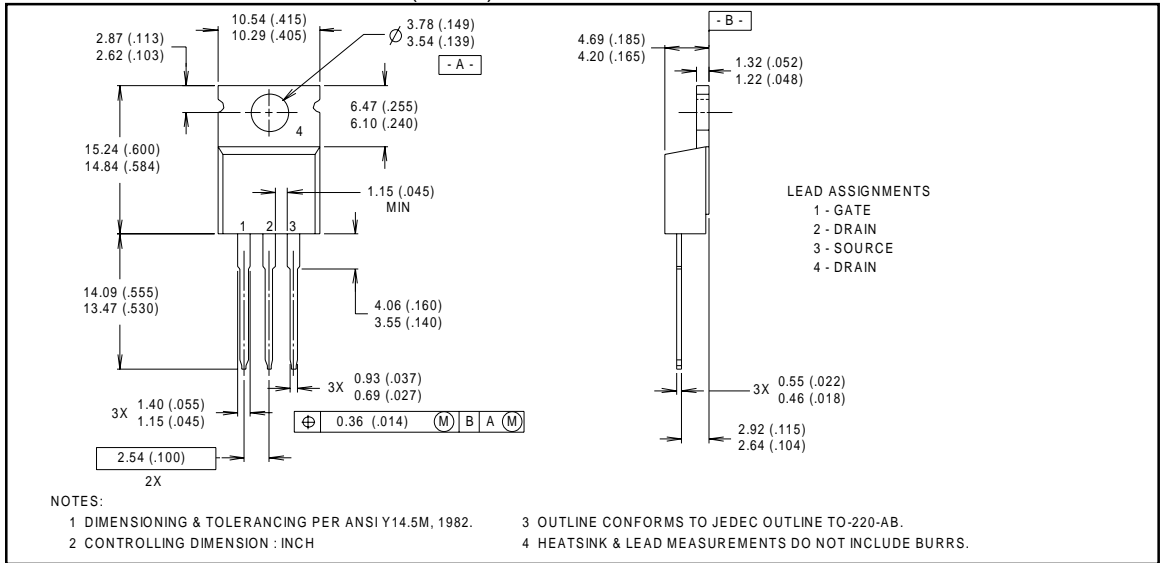 10.54 (.415)
10.29 (.405)
2.87 (.113)
2.62 (.103)
3.78 (.149)
3.54 (.139)
- A -
6.47 (.255)
6.10 (.240)
4
15.24 (.600)
14.84 (.584)
1.15 (.045)
MIN
1 2 3
14.09 (.555)
13.47 (.530)
4.06 (.160)
3.55 (.140)
3X 0.93 (.037)
0.69 (.027)
3X 1.40 (.055)
1.15 (.045)
⌖ 0.36 (.014) Ⓜ B A Ⓜ
2.54 (.100)
2X
- B -
4.69 (.185)
4.20 (.165)
1.32 (.052)
1.22 (.048)
LEAD ASSIGNMENTS
1 - GATE
2 - DRAIN
3 - SOURCE
4 - DRAIN
3X 0.55 (.022)
0.46 (.018)
2.92 (.115)
2.64 (.104)
NOTES:
1 DIMENSIONING & TOLERANCING PER ANSI Y14.5M, 1982.
2 CONTROLLING DIMENSION : INCH
3 OUTLINE CONFORMS TO JEDEC OUTLINE TO-220-AB.
4 HEATSINK & LEAD MEASUREMENTS DO NOT INCLUDE BURRS.